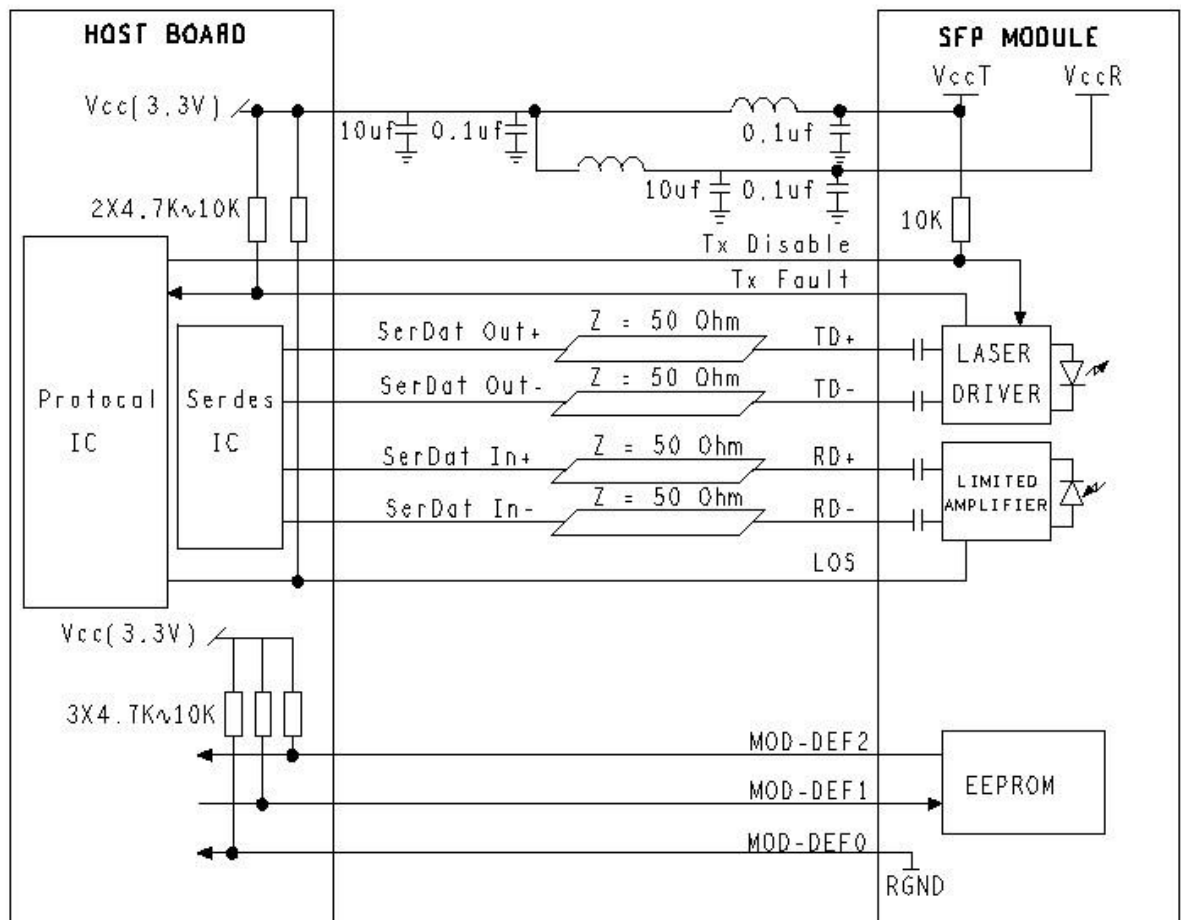 HOST BOARD
SFP MODULE
VccT
VccR
Vcc(3.3V)
10uf
0.1uf
0.1uf
10uf
0.1uf
2X4.7K∿10K
10K
Tx Disable
Tx Fault
Protocal
IC
Serdes
IC
SerDat Out+
Z = 50 Ohm
TD+
SerDat Out-
Z = 50 Ohm
TD-
LASER
DRIVER
SerDat In+
Z = 50 Ohm
RD+
SerDat In-
Z = 50 Ohm
RD-
LIMITED
AMPLIFIER
LOS
Vcc(3.3V)
3X4.7K∿10K
MOD-DEF2
MOD-DEF1
MOD-DEF0
EEPROM
RGND